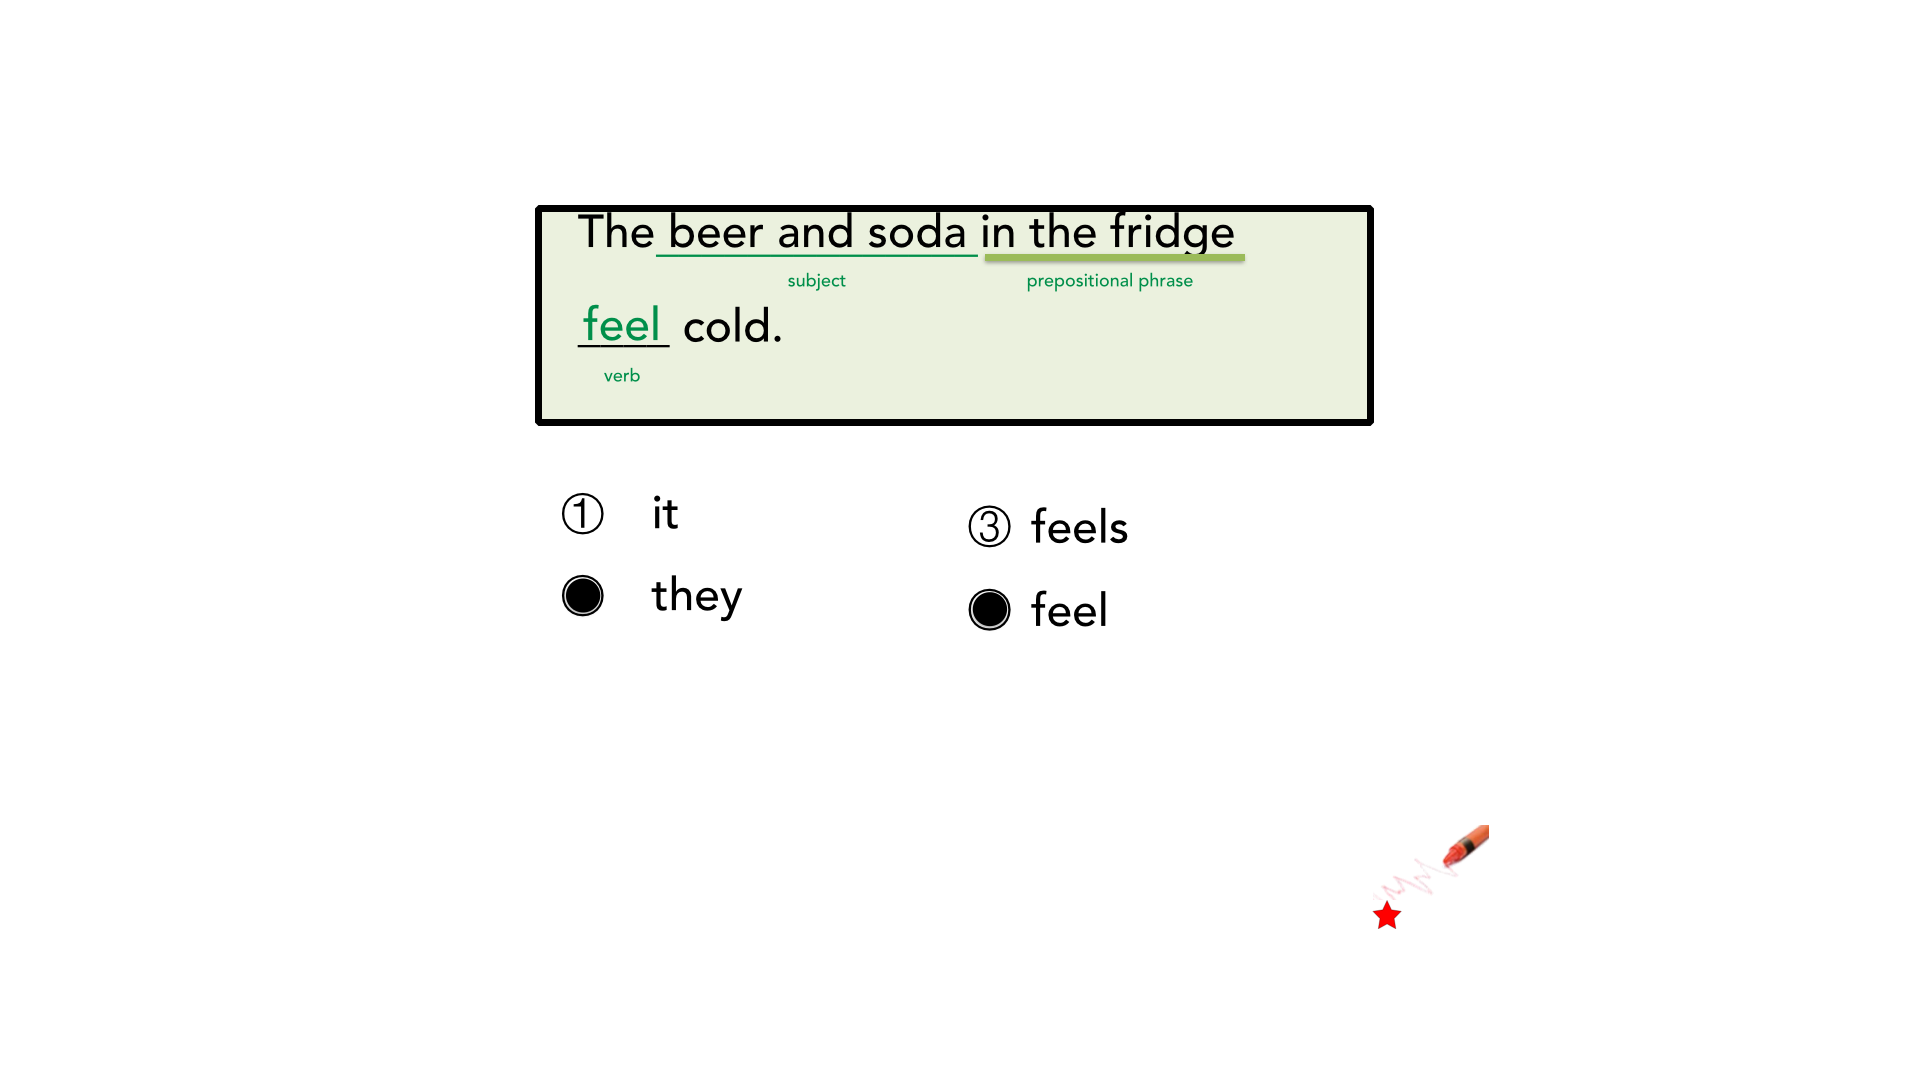 The beer and soda in the fridge
subject prepositional phrase
feel cold.
verb
① it
③ feels
they
feel